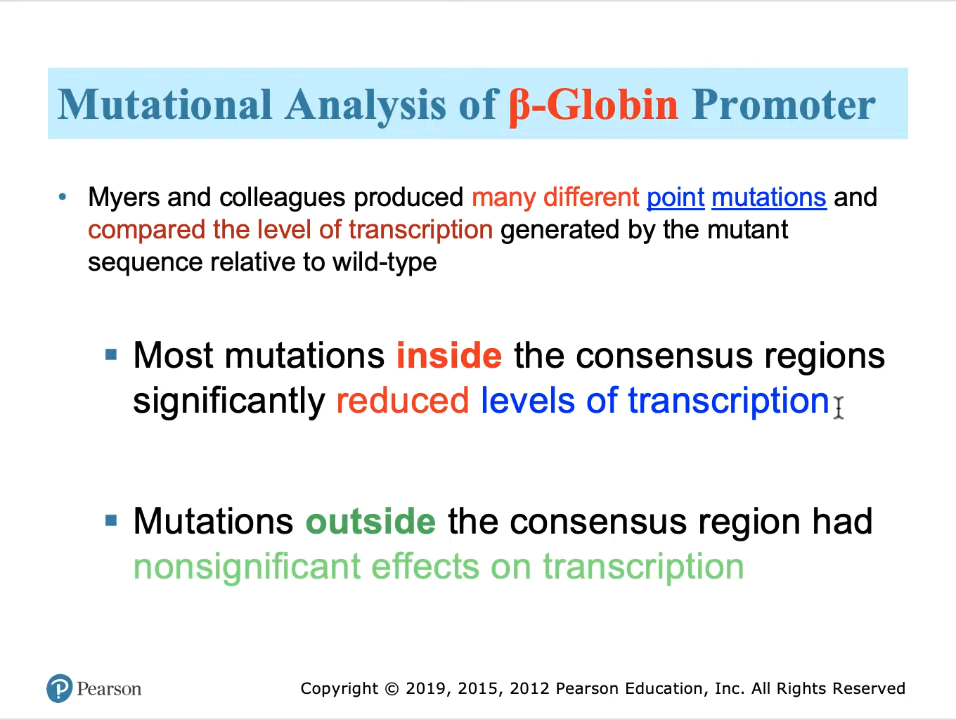 Mutational Analysis of β-Globin Promoter
• Myers and colleagues produced many different point mutations and
compared the level of transcription generated by the mutant
sequence relative to wild-type
▪ Most mutations inside the consensus regions
significantly reduced levels of transcription
▪ Mutations outside the consensus region had
nonsignificant effects on transcription
Pearson
Copyright © 2019, 2015, 2012 Pearson Education, Inc. All Rights Reserved